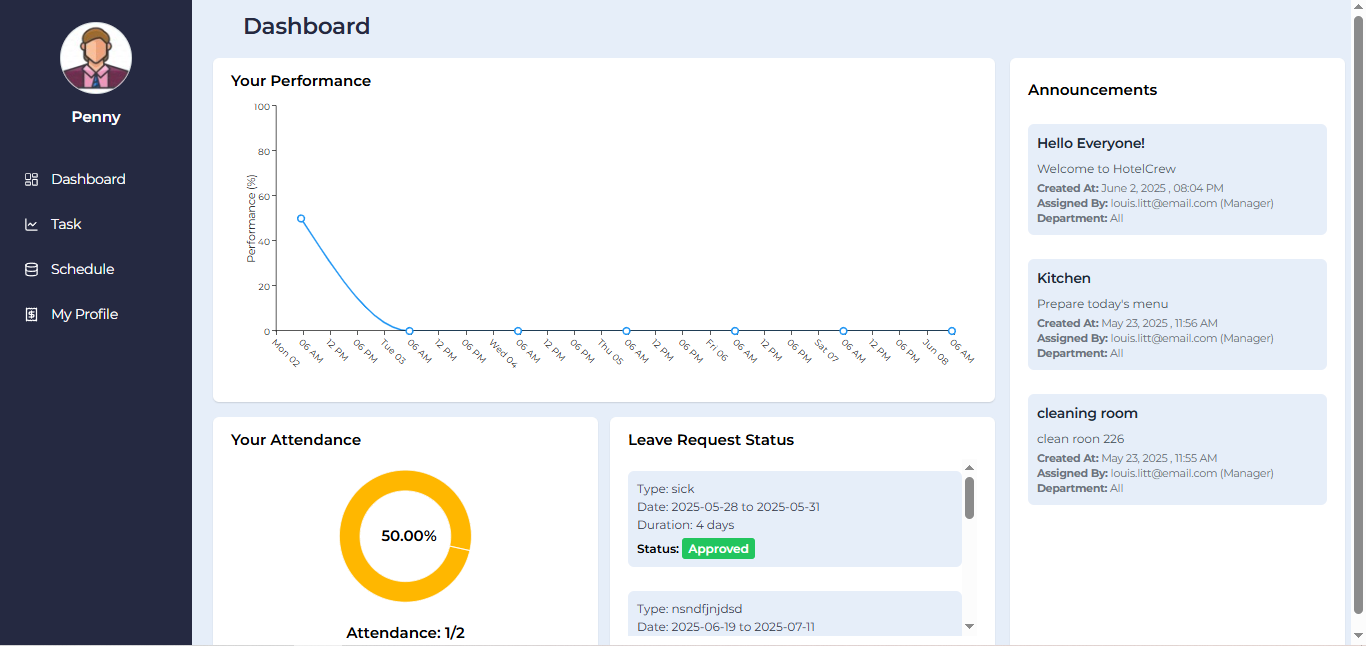 Penny
Dashboard
Task
Schedule
My Profile
Dashboard
Your Performance
Performance (%)
100
80
60
40
20
0
Mon 02
06 AM
12 PM
06 PM
Tue 03
06 AM
12 PM
06 PM
Wed 04
06 AM
12 PM
06 PM
Thu 05
06 AM
12 PM
06 PM
Fri 06
06 AM
12 PM
06 PM
Sat 07
06 AM
12 PM
06 PM
Jun 08
06 AM
Your Attendance
50.00%
Attendance: 1/2
Leave Request Status
Type: sick
Date: 2025-05-28 to 2025-05-31
Duration: 4 days
Status: Approved
Type: nsndfjnjdsd
Date: 2025-06-19 to 2025-07-11
Announcements
Hello Everyone!
Welcome to HotelCrew
Created At: June 2, 2025 , 08:04 PM
Assigned By: louis.litt@email.com (Manager)
Department: All
Kitchen
Prepare today's menu
Created At: May 23, 2025 , 11:56 AM
Assigned By: louis.litt@email.com (Manager)
Department: All
cleaning room
clean roon 226
Created At: May 23, 2025 , 11:55 AM
Assigned By: louis.litt@email.com (Manager)
Department: All